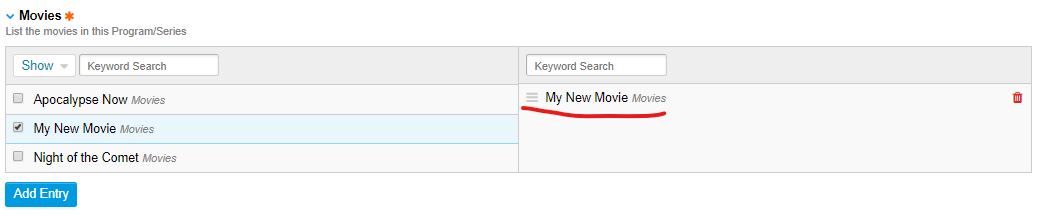 Movies *
List the movies in this Program/Series
Show Keyword Search
Keyword Search
Apocalypse Now Movies
My New Movie Movies
Night of the Comet Movies
My New Movie Movies
Add Entry